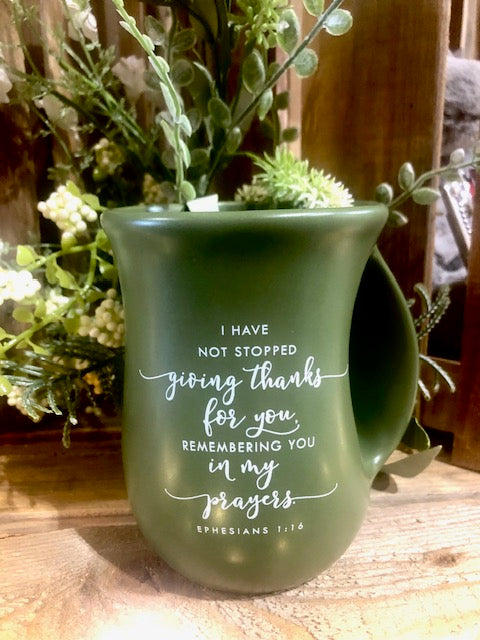 I HAVE
NOT STOPPED
giving thanks
for you,
REMEMBERING YOU
in my
prayers.
EPHESIANS 1:16